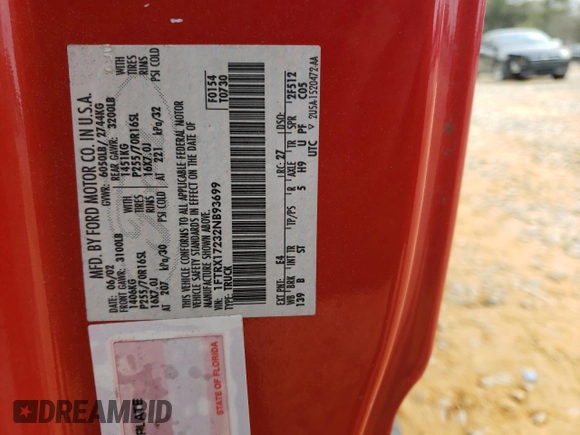 MFD. BY FORD MOTOR CO. IN U.S.A.
DATE: 06/02 GVWR: 6050LB/ 2744KG
FRONT GAWR: 3100LB REAR GAWR: 3200LB
1406KG WITH 1451KG WITH
P255/70R16SL TIRES P255/70R16SL TIRES
16X7.0J RIMS 16X7.0J RIMS
AT 207 kPa/30 PSI COLD AT 221 kPa/32 PSI COLD
THIS VEHICLE CONFORMS TO ALL APPLICABLE FEDERAL MOTOR
VEHICLE SAFETY STANDARDS IN EFFECT ON THE DATE OF
MANUFACTURE SHOWN ABOVE.
VIN: 1FTRX17232NB93699
TYPE: TRUCK
F0154
T0730
EXT PNT: E4 RC: 27 DSO:
WB BRK INT TR TP/PS R AXLE TR SPR 2F512
139 B ST 5 H9 U PF C05
UTC
2U5A-1520472-AA
STATE OF FLORIDA
DREAMBID